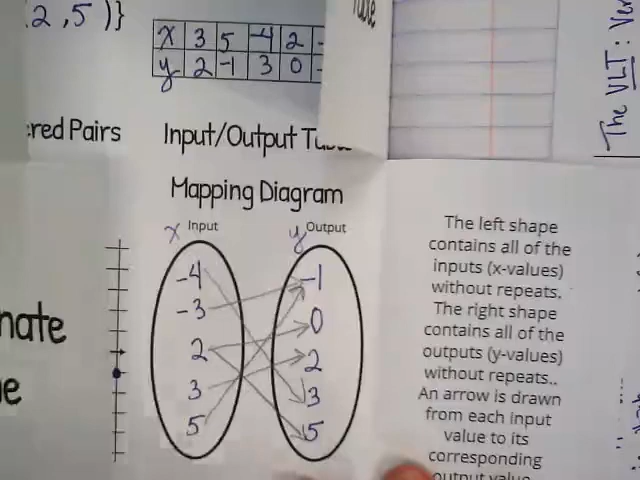 2,5)}
x 3 5 -4 2
y 2 -1 3 0
The VLT:
Pairs
Input/Output
Mapping Diagram
x Input
y Output
-4
-3
2
3
5
-1
0
2
3
5
The left shape
contains all of the
inputs (x-values)
without repeats.
The right shape
contains all of the
outputs (y-values)
without repeats..
An arrow is drawn
from each input
value to its
corresponding
output value